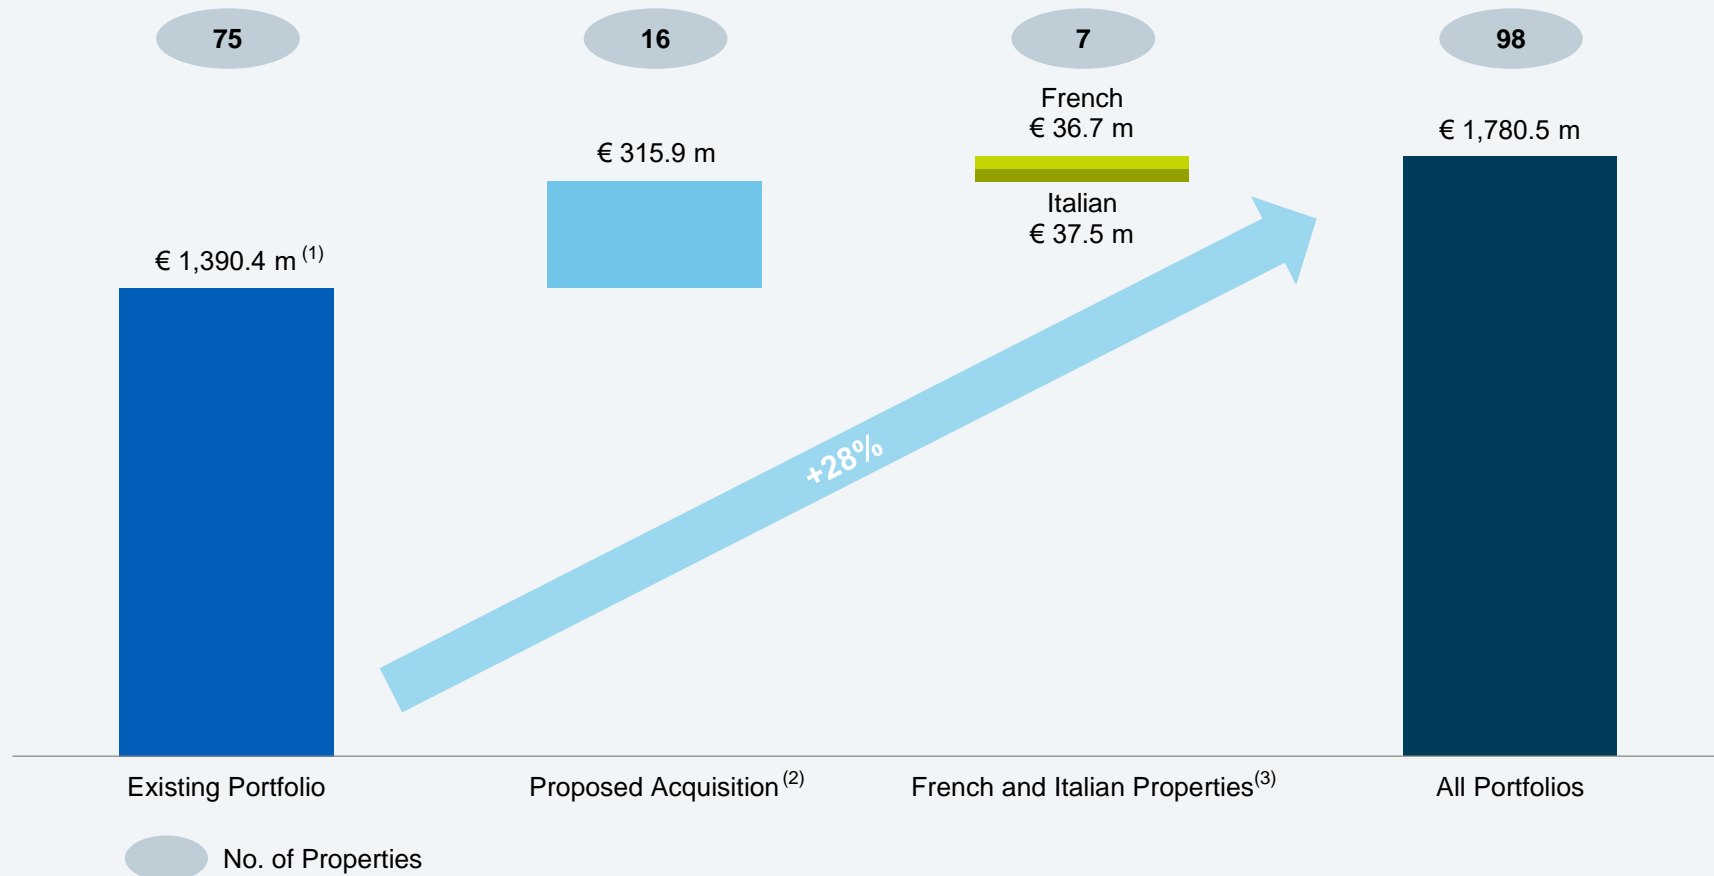 75
16
7
98
French
€ 36.7 m
€ 1,780.5 m
€ 315.9 m
Italian
€ 37.5 m
€ 1,390.4 m (1)
+28%
Existing Portfolio
Proposed Acquisition (2)
French and Italian Properties(3)
All Portfolios
No. of Properties